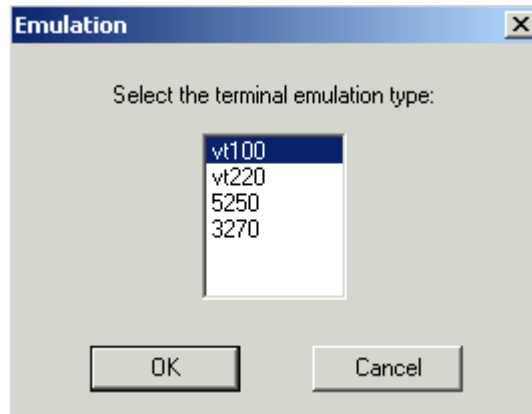 Emulation
Select the terminal emulation type:
vt100
vt220
5250
3270
OK
Cancel